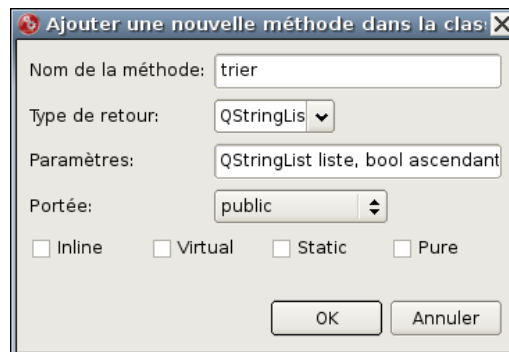 Ajouter une nouvelle méthode dans la clas
Nom de la méthode: trier
Type de retour: QStringLis
Paramètres: QStringList liste, bool ascendant
Portée: public
Inline Virtual Static Pure
OK Annuler